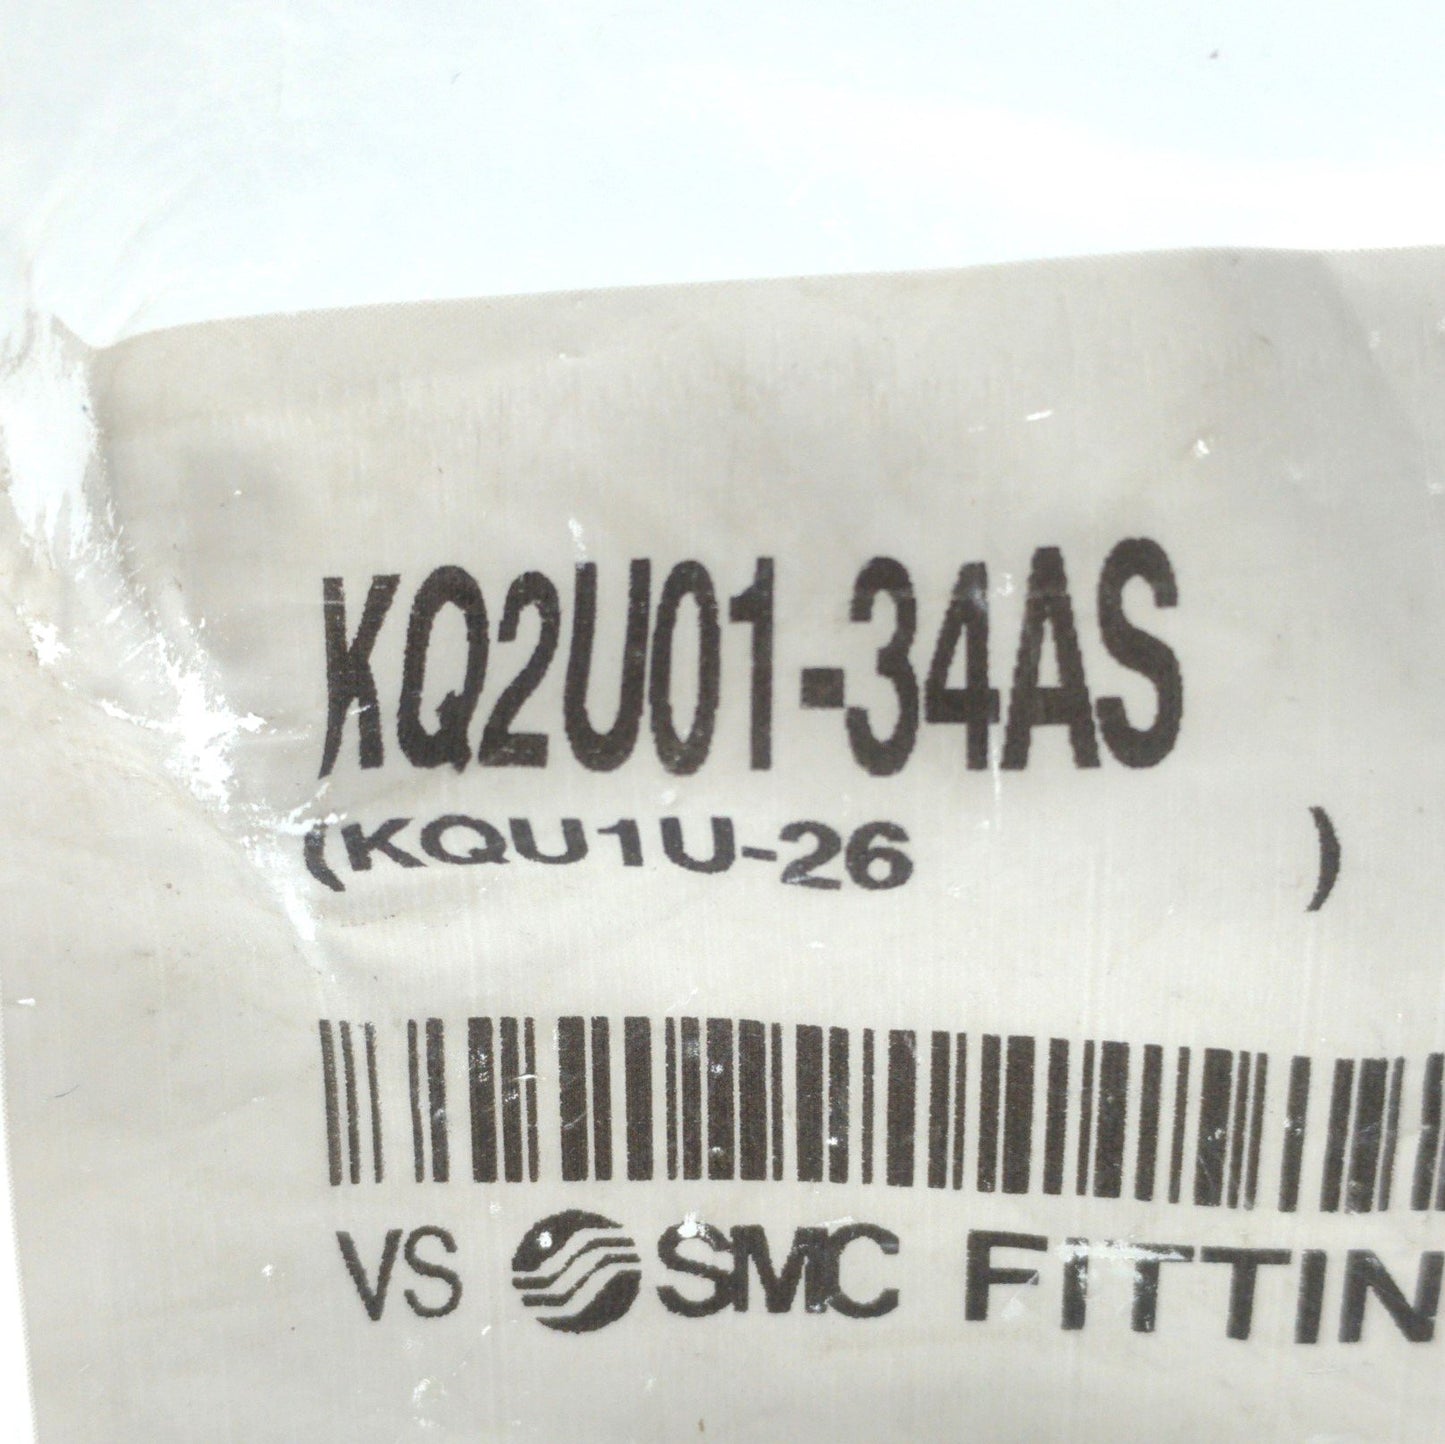 KQ2U01-34AS
(KQU1U-26 )
VS SMC FITTIN